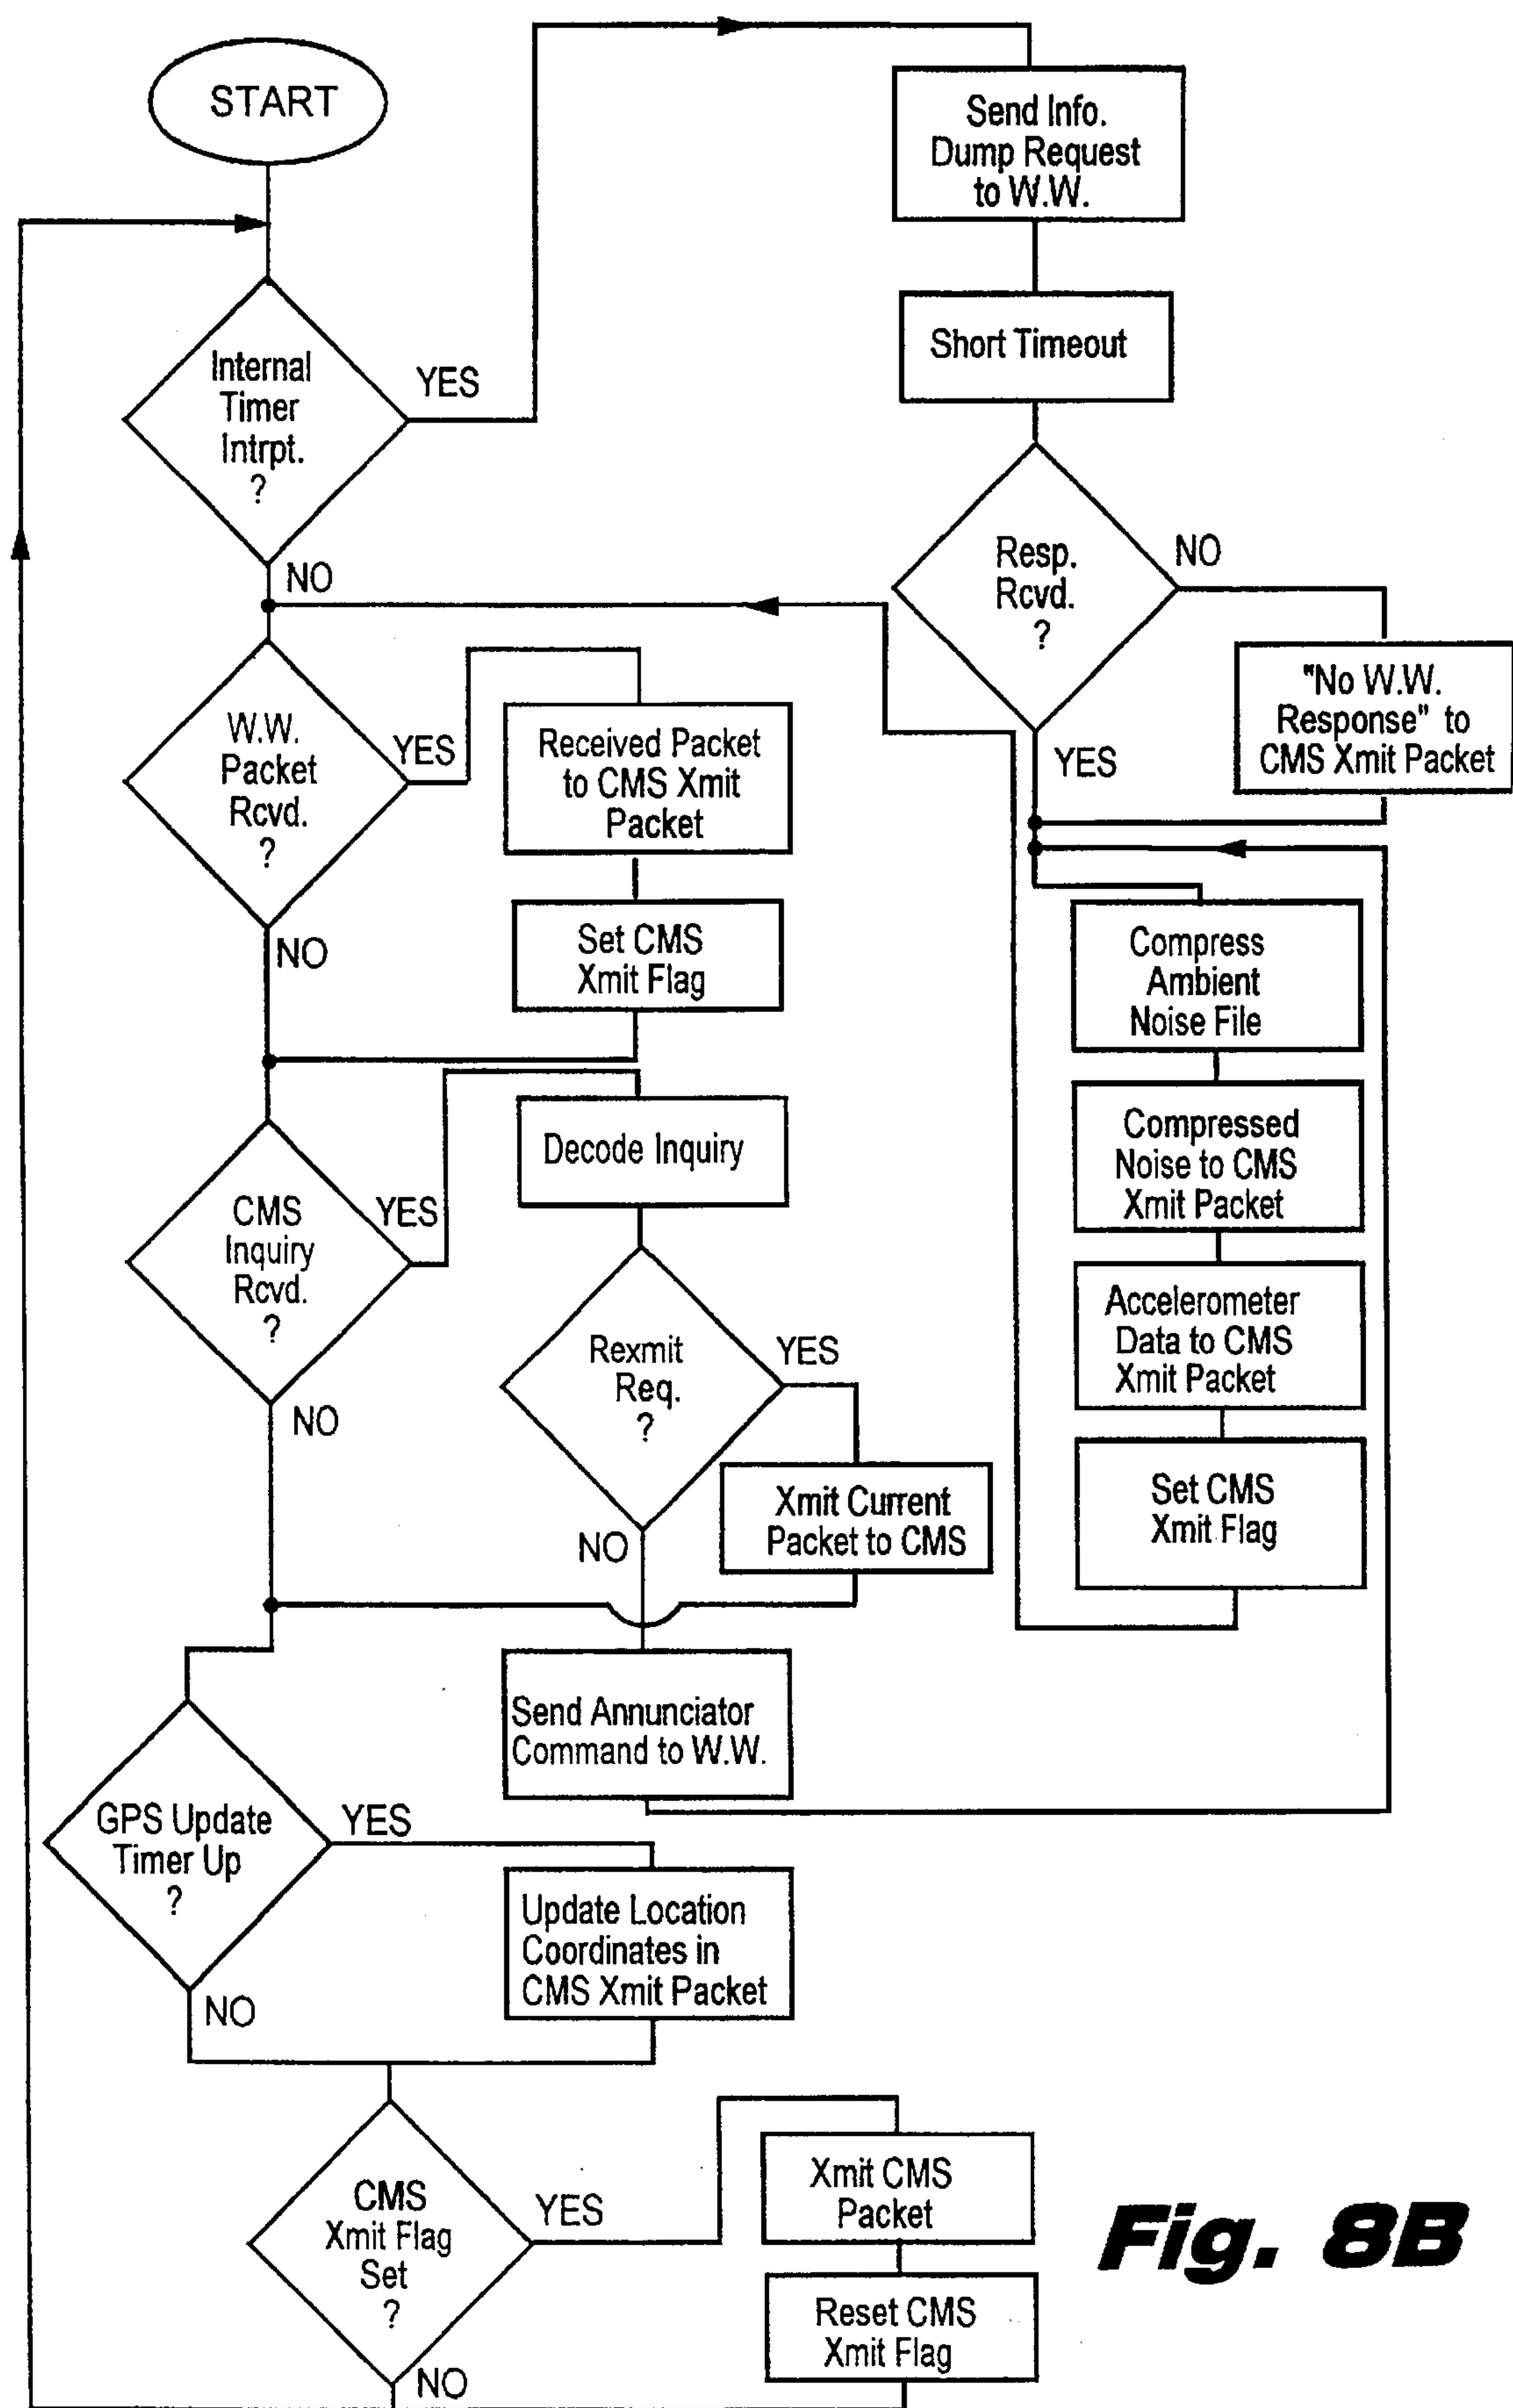 START
Internal
Timer
Intrpt.
?
YES
NO
Send Info.
Dump Request
to W.W.
Short Timeout
Resp.
Rcvd.
?
NO
YES
"No W.W.
Response" to
CMS Xmit Packet
W.W.
Packet
Rcvd.
?
YES
NO
Received Packet
to CMS Xmit
Packet
Set CMS
Xmit Flag
Compress
Ambient
Noise File
Compressed
Noise to CMS
Xmit Packet
Accelerometer
Data to CMS
Xmit Packet
Set CMS
Xmit Flag
CMS
Inquiry
Rcvd.
?
YES
NO
Decode Inquiry
Rexmit
Req.
?
YES
NO
Xmit Current
Packet to CMS
Send Annunciator
Command to W.W.
GPS Update
Timer Up
?
YES
NO
Update Location
Coordinates in
CMS Xmit Packet
CMS
Xmit Flag
Set
?
YES
NO
Xmit CMS
Packet
Reset CMS
Xmit Flag
Fig. 8B